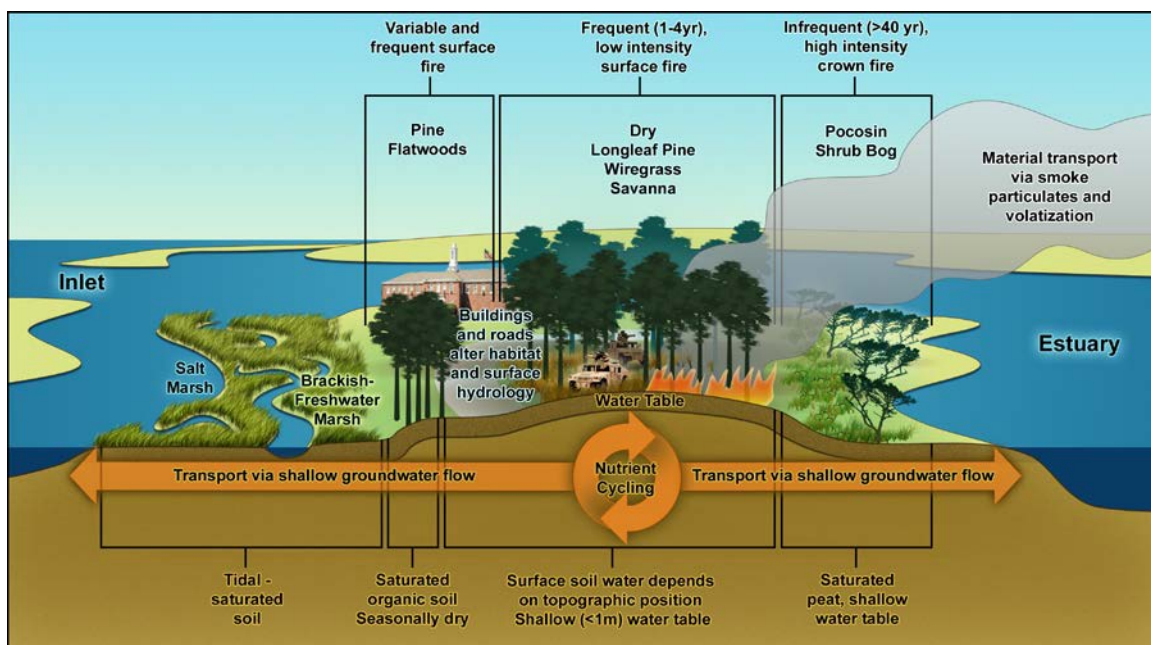 Variable and
frequent surface
fire
Frequent (1-4yr),
low intensity
surface fire
Infrequent (>40 yr),
high intensity
crown fire
Pine
Flatwoods
Dry
Longleaf Pine
Wiregrass
Savanna
Pocosin
Shrub Bog
Material transport
via smoke
particulates and
volatization
Inlet
Salt
Marsh
Brackish-
Freshwater
Marsh
Buildings
and roads
alter habitat
and surface
hydrology
Estuary
Water Table
Transport via shallow groundwater flow
Nutrient
Cycling
Transport via shallow groundwater flow
Tidal -
saturated
soil
Saturated
organic soil
Seasonally dry
Surface soil water depends
on topographic position
Shallow (<1m) water table
Saturated
peat, shallow
water table